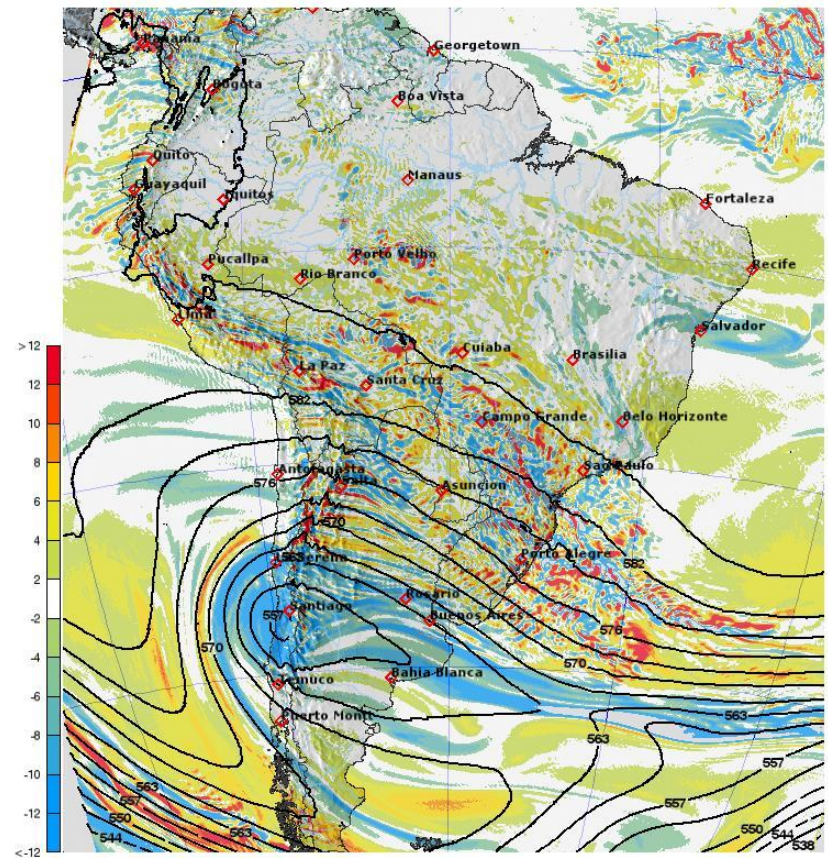 Panama
Georgetown
Bogota
Boa Vista
Quito
Manaus
Guayaquil
Iquitos
Fortaleza
Pucallpa
Porto Velho
Recife
Rio Branco
Lima
Salvador
>12
Cuiaba
Brasilia
La Paz
12
Santa Cruz
582
10
Campo Grande
Belo Horizonte
8
Antofagasta
Sao Paulo
576
6
Asuncion
570
4
582
Porto Alegre
2
Rosario
-2
Santiago
557
Buenos Aires
576
-4
570
570
-6
Temuco
Bahia Blanca
-8
Puerto Montt
563
563
-10
557
563
-12
557
557
550
563
550
544
<-12
544
538